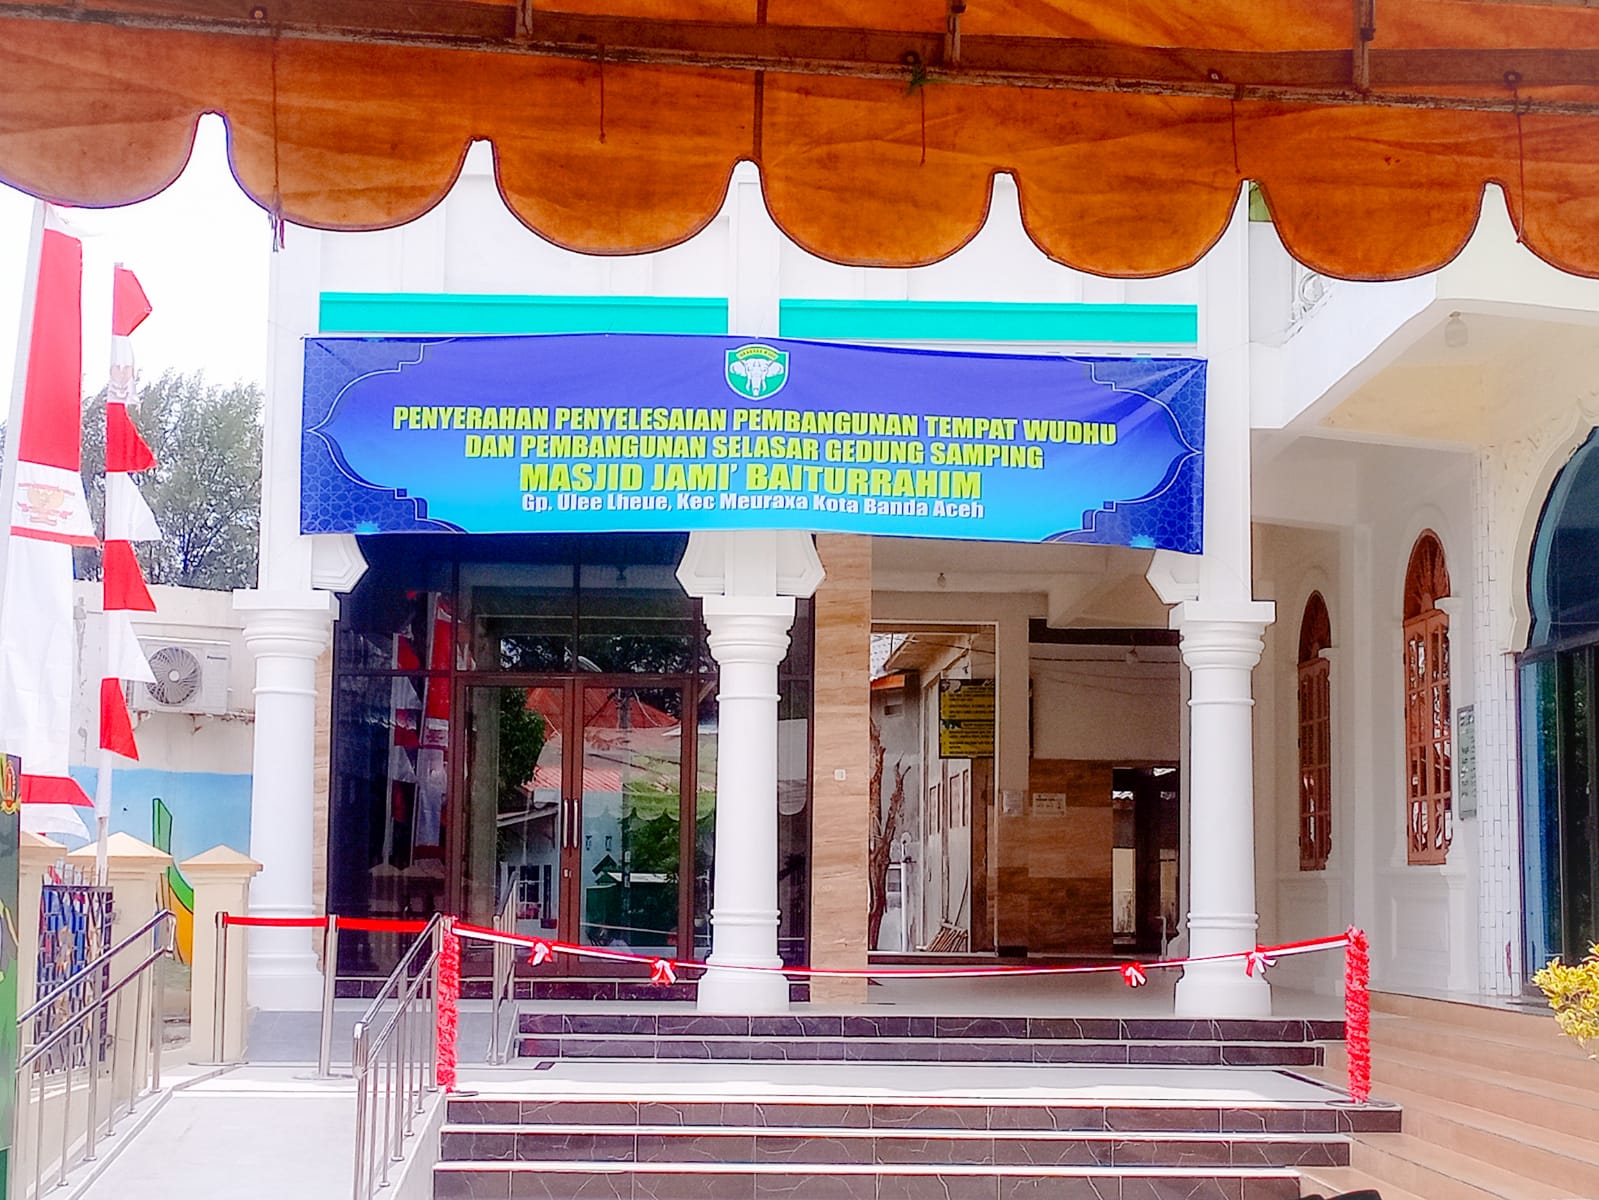 PENYERAHAN PENYELESAIAN PEMBANGUNAN TEMPAT WUDHU
DAN PEMBANGUNAN SELASAR GEDUNG SAMPING
MASJID JAMI' BAITURRAHIM
Gp. Ulee Lheue, Kec Meuraxa Kota Banda Aceh